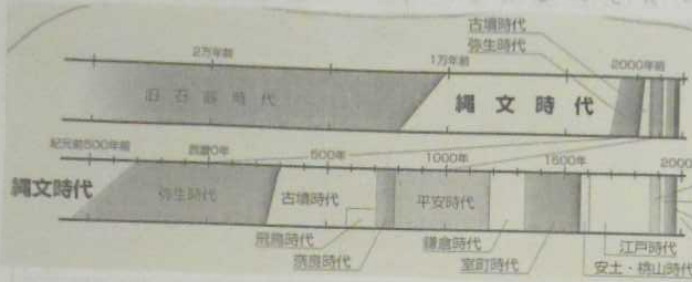 古墳時代
弥生時代
2万年前
1万年前
2000年前
旧石器時代
縄文時代
紀元前500年前
西暦0年
500年
1000年
1500年
2000
縄文時代
弥生時代
古墳時代
平安時代
飛鳥時代
奈良時代
鎌倉時代
室町時代
江戸時代
安土・桃山時代